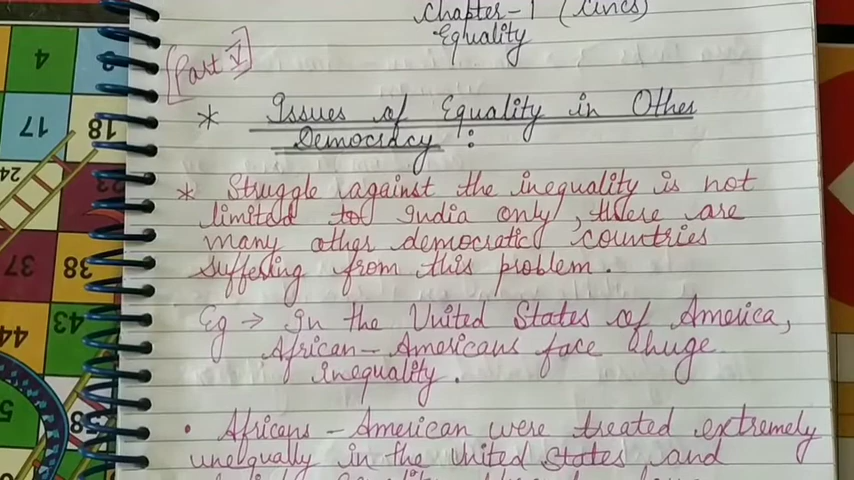 Chapter-1 (Civics)
Equality
[Part V]
* Issues of Equality in Other
Democracy :
* Struggle against the inequality is not
limited to India only, there are
many other democratic countries
suffering from this problem.
Eg → In the United States of America,
African-Americans face a huge
inequality.
• Africans-American were treated extremely
unequally in the United States and
4
17
18
24
23
37
38
43
44
5
58